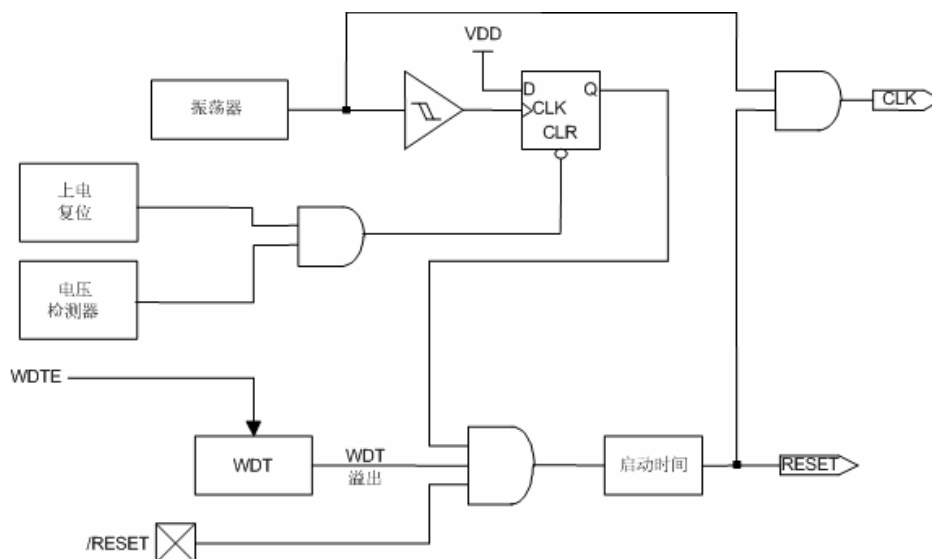 VDD
振荡器
D
Q
CLK
CLR
CLK
上电
复位
电压
检测器
WDTE
WDT
WDT
溢出
启动时间
RESET
/RESET